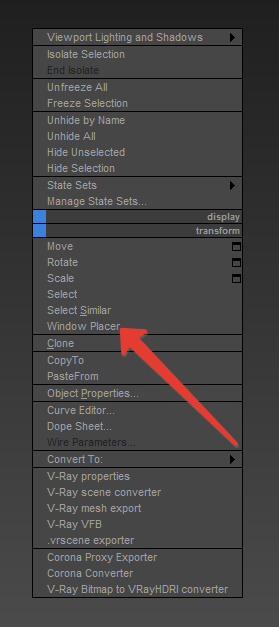 Viewport Lighting and Shadows
Isolate Selection
End Isolate
Unfreeze All
Freeze Selection
Unhide by Name
Unhide All
Hide Unselected
Hide Selection
State Sets
Manage State Sets...
display
transform
Move
Rotate
Scale
Select
Select Similar
Window Placer
Clone
CopyTo
PasteFrom
Object Properties...
Curve Editor...
Dope Sheet...
Wire Parameters...
Convert To:
V-Ray properties
V-Ray scene converter
V-Ray mesh export
V-Ray VFB
.vrscene exporter
Corona Proxy Exporter
Corona Converter
V-Ray Bitmap to VRayHDRI converter